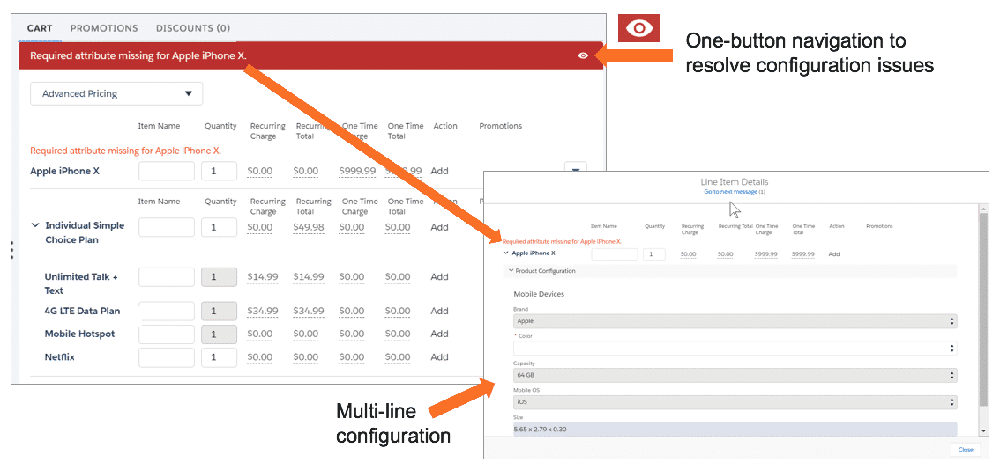 CART PROMOTIONS DISCOUNTS (0)
Required attribute missing for Apple iPhone X.
One-button navigation to
resolve configuration issues
Advanced Pricing
Item Name Quantity Recurring Charge Recurring Total One Time Charge One Time Total Action Promotions
Required attribute missing for Apple iPhone X.
Apple iPhone X 1 $0.00 $0.00 $999.99 Add
Item Name Quantity Recurring Charge Recurring Total One Time Charge One Time Total
Individual Simple
Choice Plan
1 $0.00 $49.98 $0.00 $0.00 Add
Unlimited Talk +
Text
1 $14.99 $14.99 $0.00 $0.00 Add
4G LTE Data Plan 1 $34.99 $34.99 $0.00 $0.00 Add
Mobile Hotspot 1 $0.00 $0.00 $0.00 $0.00 Add
Netflix 1 $0.00 $0.00 $0.00 $0.00 Add
Line Item Details
Go to next message (1)
Item Name Quantity Recurring Charge Recurring Total One Time Charge One Time Total Action Promotions
Required attribute missing for Apple iPhone X.
Apple iPhone X 1 $0.00 $0.00 $999.99 $999.99 Add
Product Configuration
Mobile Devices
Brand
Apple
* Color
Capacity
64 GB
Mobile OS
iOS
Size
5.65 x 2.79 x 0.30
Close
Multi-line
configuration